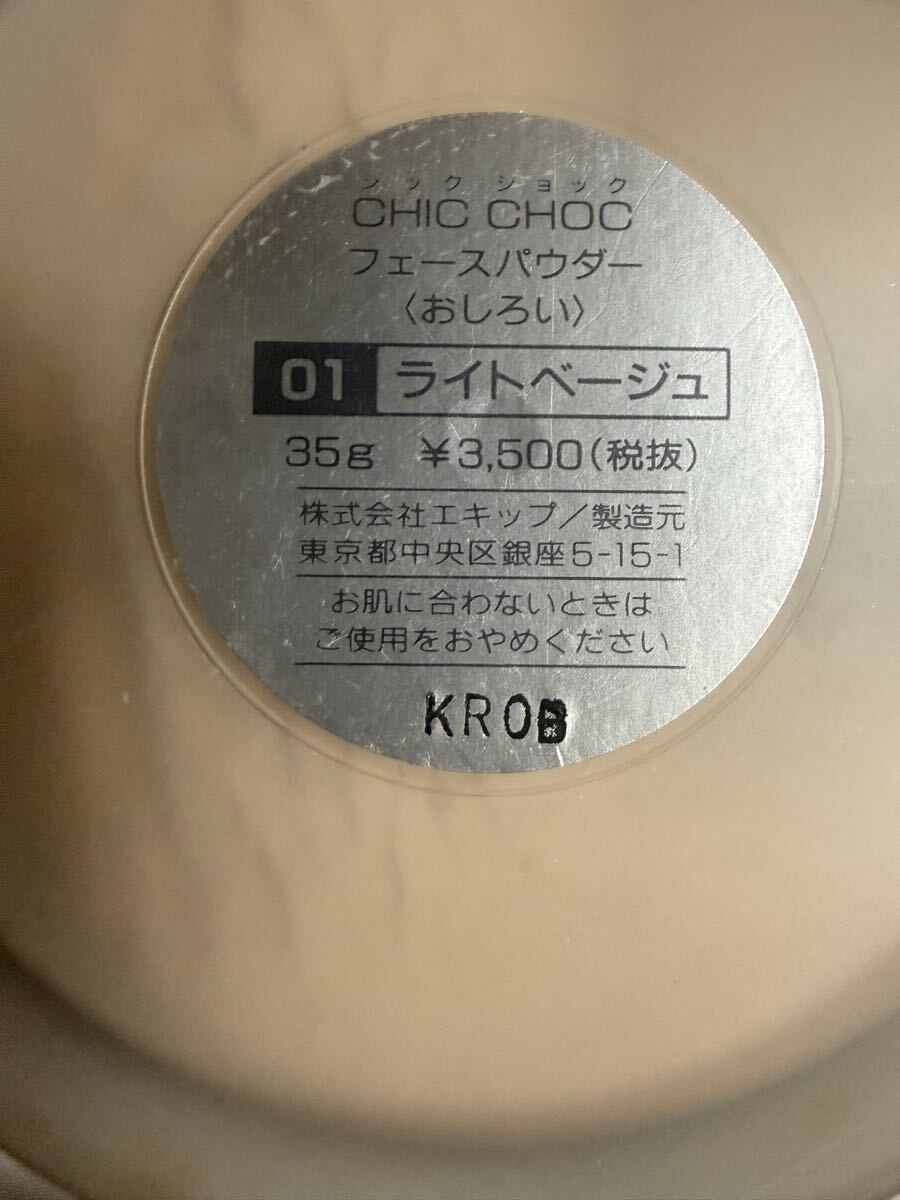 シック ショック
CHIC CHOC
フェースパウダー
〈おしろい〉
01 ライトベージュ
35g ¥3,500(税抜)
株式会社エキップ/製造元
東京都中央区銀座5-15-1
お肌に合わないときは
ご使用をおやめください
KR0B